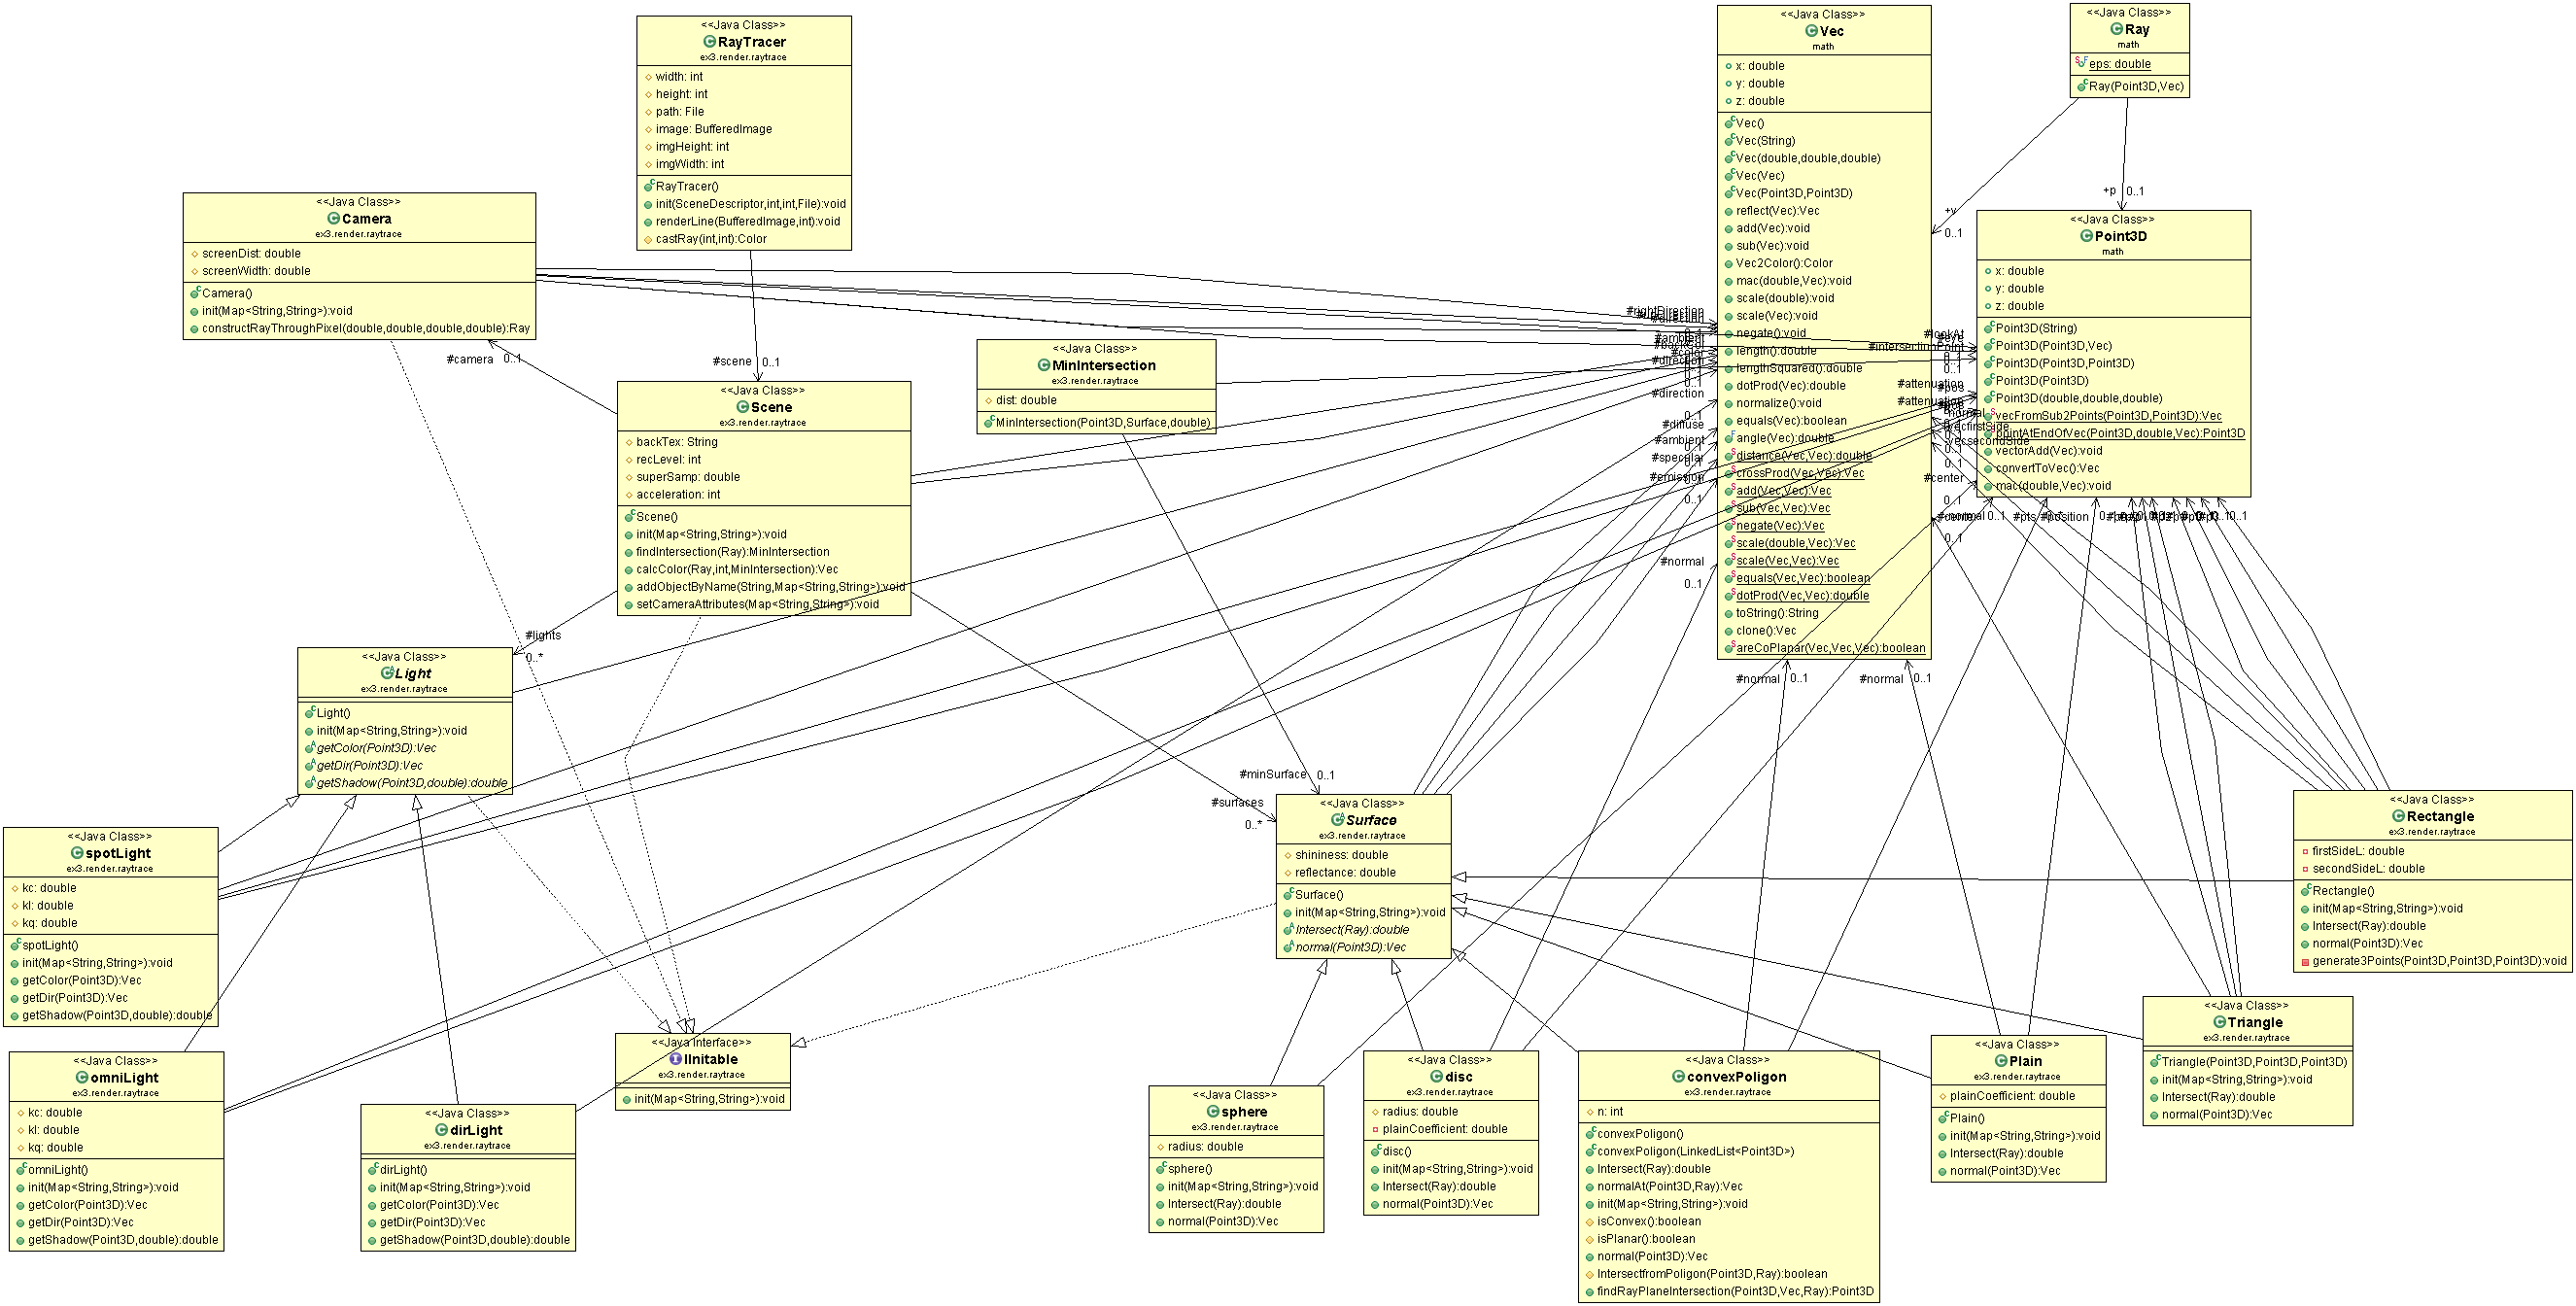 <<Java Class>>
RayTracer
ex3.render.raytrace
width: int
height: int
path: File
image: BufferedImage
imgHeight: int
imgWidth: int
RayTracer()
init(SceneDescriptor,int,int,File):void
renderLine(BufferedImage,int):void
castRay(int,int):Color
<<Java Class>>
Vec
math
x: double
y: double
z: double
Vec()
Vec(String)
Vec(double,double,double)
Vec(Vec)
Vec(Point3D,Point3D)
reflect(Vec):Vec
add(Vec):void
sub(Vec):void
Vec2Color():Color
mac(double,Vec):void
scale(double):void
scale(Vec):void
negate():void
length():double
lengthSquared():double
dotProd(Vec):double
normalize():void
equals(Vec):boolean
angle(Vec):double
distance(Vec,Vec):double
crossProd(Vec,Vec):Vec
add(Vec,Vec):Vec
sub(Vec,Vec):Vec
negate(Vec):Vec
scale(double,Vec):Vec
scale(Vec,Vec):Vec
equals(Vec,Vec):boolean
dotProd(Vec,Vec):double
toString():String
clone():Vec
areCoPlanar(Vec,Vec,Vec):boolean
<<Java Class>>
Ray
math
eps: double
Ray(Point3D,Vec)
+p 0..1
+v
0..1
<<Java Class>>
Point3D
math
x: double
y: double
z: double
Point3D(String)
Point3D(Point3D,Vec)
Point3D(Point3D,Point3D)
Point3D(Point3D)
Point3D(double,double,double)
vecFromSub2Points(Point3D,Point3D):Vec
pointAtEndOfVec(Point3D,double,Vec):Point3D
vectorAdd(Vec):void
convertToVec():Vec
mac(double,Vec):void
<<Java Class>>
Camera
ex3.render.raytrace
screenDist: double
screenWidth: double
Camera()
init(Map<String,String>):void
constructRayThroughPixel(double,double,double,double):Ray
#camera 0..1
#scene 0..1
<<Java Class>>
MinIntersection
ex3.render.raytrace
dist: double
MinIntersection(Point3D,Surface,double)
<<Java Class>>
Scene
ex3.render.raytrace
backTex: String
recLevel: int
superSamp: double
acceleration: int
Scene()
init(Map<String,String>):void
findIntersection(Ray):MinIntersection
calcColor(Ray,int,MinIntersection):Vec
addObjectByName(String,Map<String,String>):void
setCameraAttributes(Map<String,String>):void
#rightDirection
#direction
#ambient
#color
#direction
#direction
0..1
#diffuse
#ambient
#specular
#emission
0..1
#normal
0..1
#lookAt
#intersectionPoint
#attenuation
#pos
#attenuation
vecsecondSide
0..1
#center
0..1
0..1
#pts
#position
0..1
#normal 0..1
#normal 0..1
#lights
0..*
#minSurface 0..1
#surfaces
0..*
<<Java Class>>
Light
ex3.render.raytrace
Light()
init(Map<String,String>):void
getColor(Point3D):Vec
getDir(Point3D):Vec
getShadow(Point3D,double):double
<<Java Class>>
spotLight
ex3.render.raytrace
kc: double
kl: double
kq: double
spotLight()
init(Map<String,String>):void
getColor(Point3D):Vec
getDir(Point3D):Vec
getShadow(Point3D,double):double
<<Java Class>>
omniLight
ex3.render.raytrace
kc: double
kl: double
kq: double
omniLight()
init(Map<String,String>):void
getColor(Point3D):Vec
getDir(Point3D):Vec
getShadow(Point3D,double):double
<<Java Class>>
dirLight
ex3.render.raytrace
dirLight()
init(Map<String,String>):void
getColor(Point3D):Vec
getDir(Point3D):Vec
getShadow(Point3D,double):double
<<Java Interface>>
IInitable
ex3.render.raytrace
init(Map<String,String>):void
<<Java Class>>
Surface
ex3.render.raytrace
shininess: double
reflectance: double
Surface()
init(Map<String,String>):void
Intersect(Ray):double
normal(Point3D):Vec
<<Java Class>>
sphere
ex3.render.raytrace
radius: double
sphere()
init(Map<String,String>):void
Intersect(Ray):double
normal(Point3D):Vec
<<Java Class>>
disc
ex3.render.raytrace
radius: double
plainCoefficient: double
disc()
init(Map<String,String>):void
Intersect(Ray):double
normal(Point3D):Vec
<<Java Class>>
convexPoligon
ex3.render.raytrace
n: int
convexPoligon()
convexPoligon(LinkedList<Point3D>)
Intersect(Ray):double
normalAt(Point3D,Ray):Vec
init(Map<String,String>):void
isConvex():boolean
isPlanar():boolean
normal(Point3D):Vec
IntersectfromPoligon(Point3D,Ray):boolean
findRayPlaneIntersection(Point3D,Vec,Ray):Point3D
<<Java Class>>
Plain
ex3.render.raytrace
plainCoefficient: double
Plain()
init(Map<String,String>):void
Intersect(Ray):double
normal(Point3D):Vec
<<Java Class>>
Triangle
ex3.render.raytrace
Triangle(Point3D,Point3D,Point3D)
init(Map<String,String>):void
Intersect(Ray):double
normal(Point3D):Vec
<<Java Class>>
Rectangle
ex3.render.raytrace
firstSideL: double
secondSideL: double
Rectangle()
init(Map<String,String>):void
Intersect(Ray):double
normal(Point3D):Vec
generate3Points(Point3D,Point3D,Point3D):void